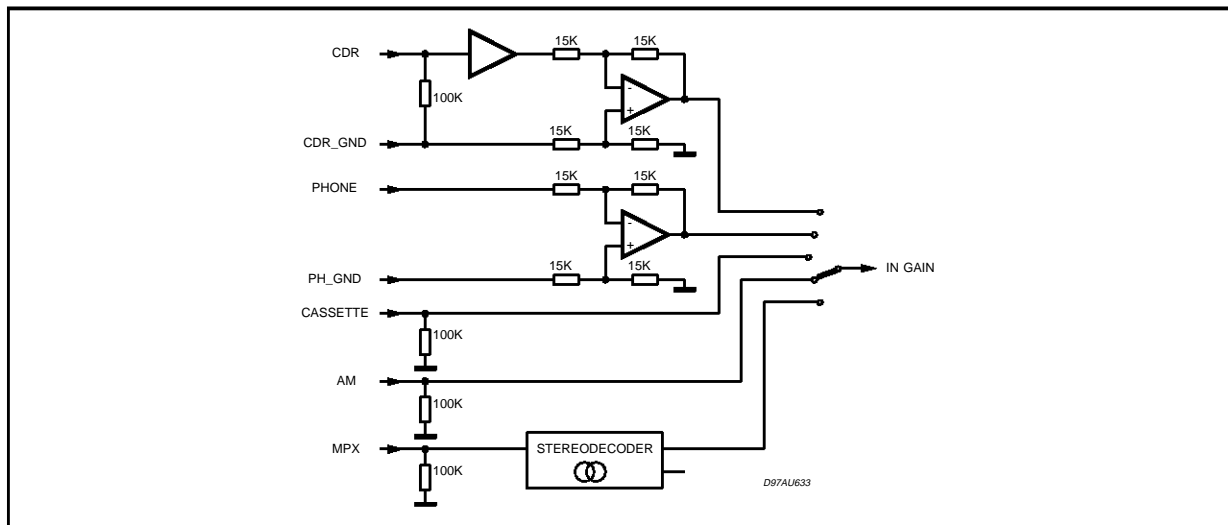 CDR
15K
15K
100K
-
+
CDR_GND
15K
15K
PHONE
15K
15K
-
+
PH_GND
15K
15K
IN GAIN
CASSETTE
100K
AM
100K
MPX
STEREODECODER
100K
D97AU633